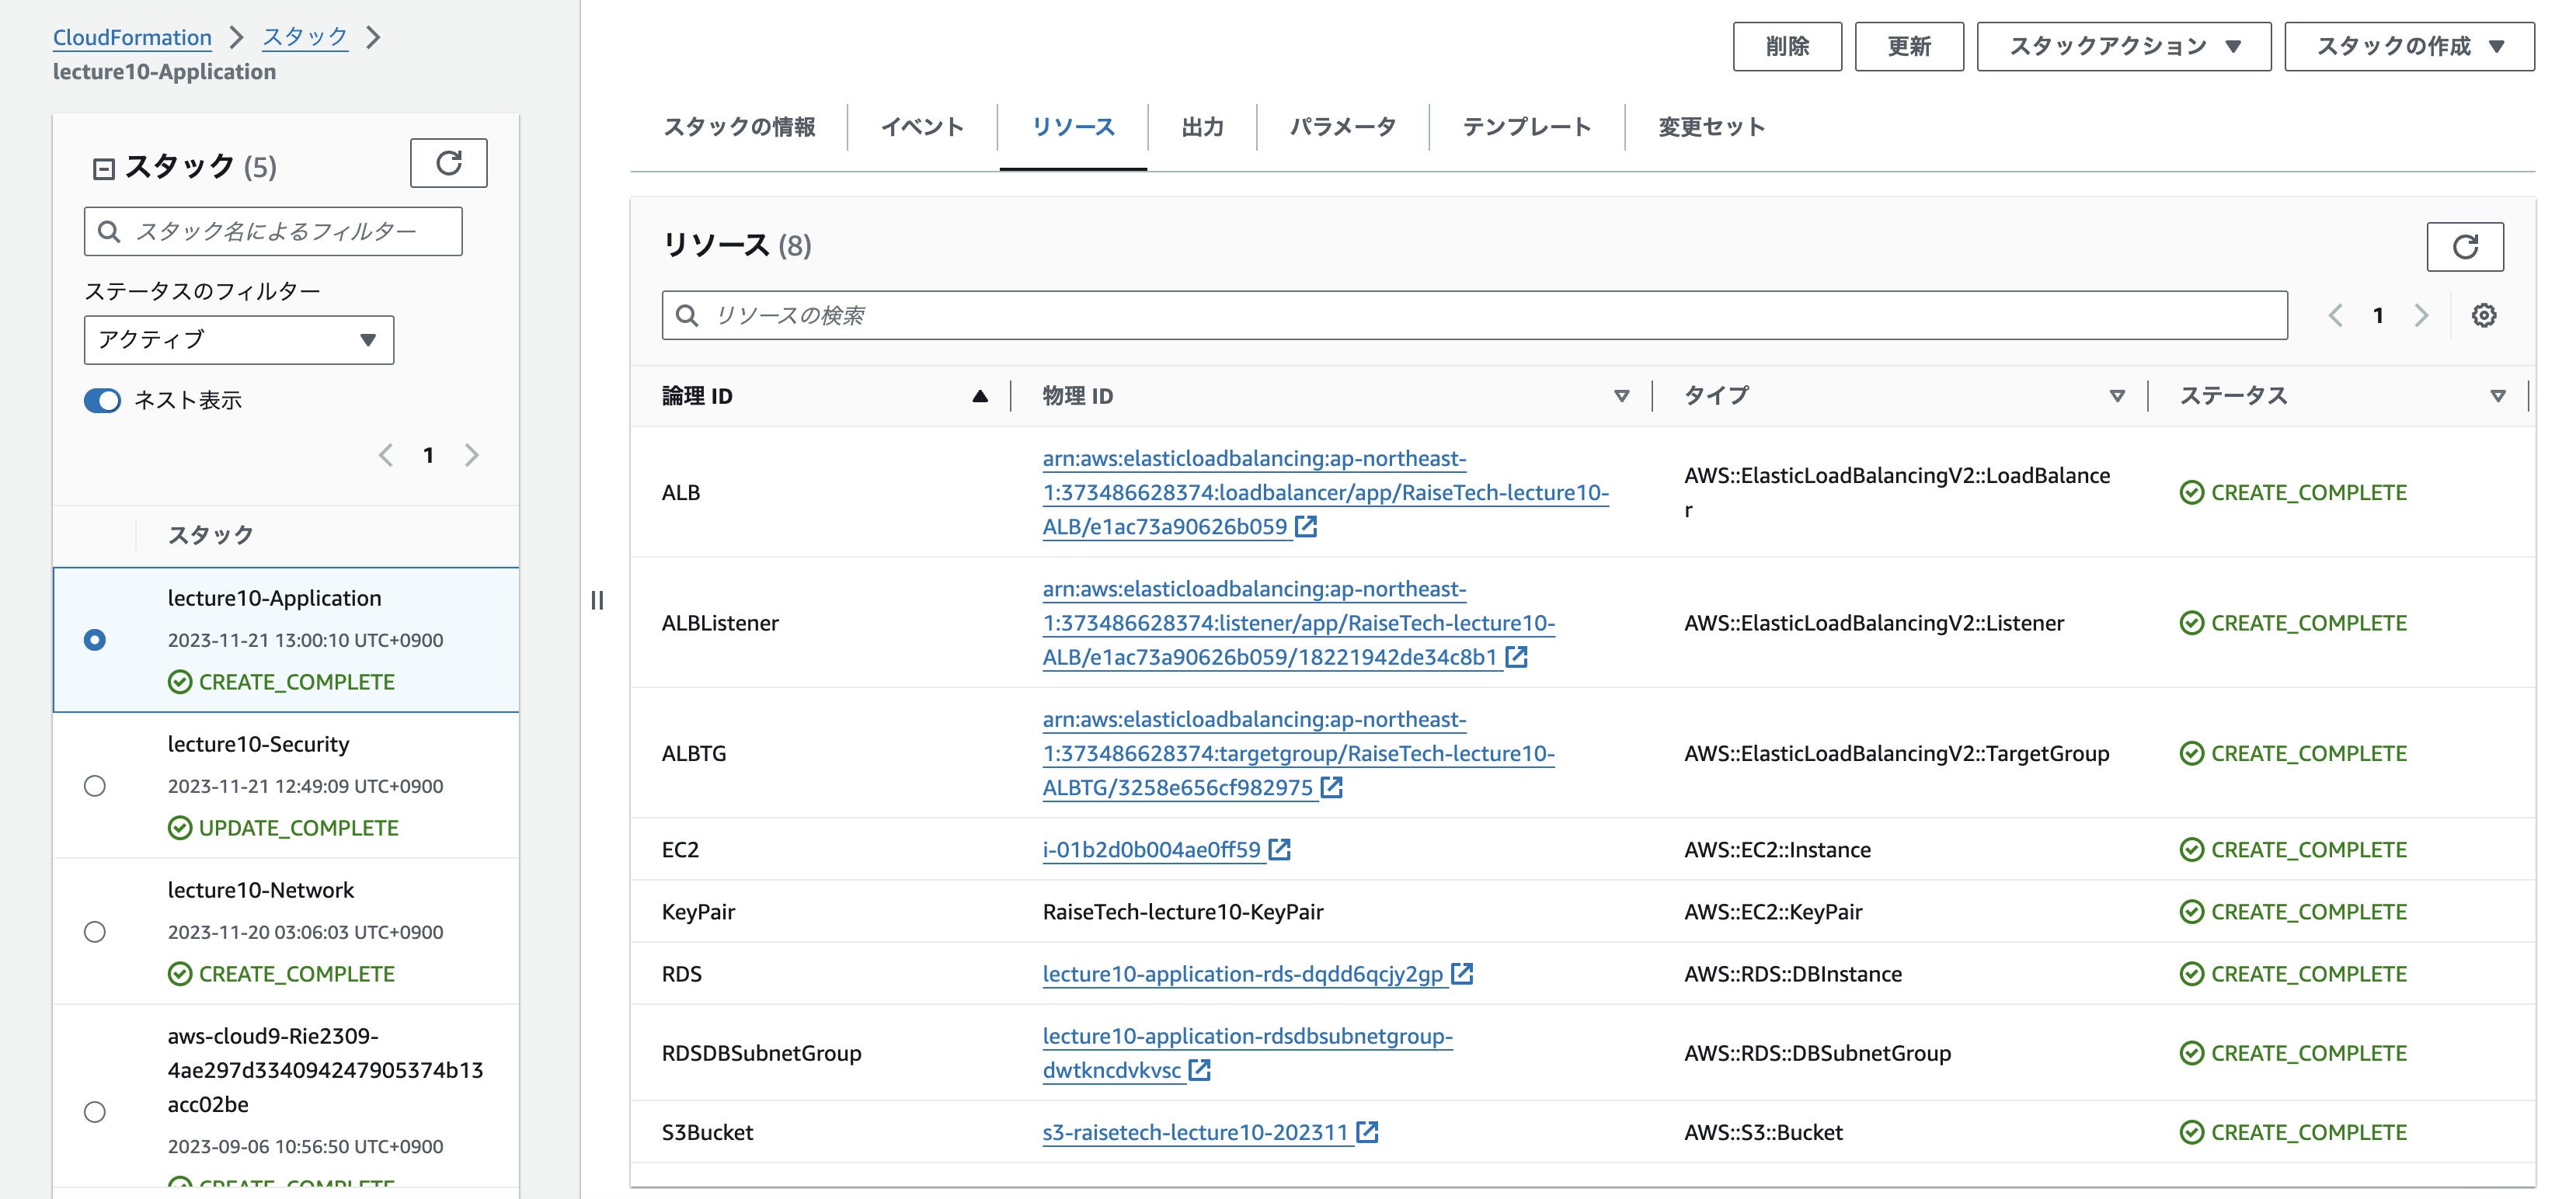 CloudFormation > スタック >
lecture10-Application
スタック (5)
スタック名によるフィルター
ステータスのフィルター
アクティブ
ネスト表示
1
スタック
lecture10-Application
2023-11-21 13:00:10 UTC+0900
CREATE_COMPLETE
lecture10-Security
2023-11-21 12:49:09 UTC+0900
UPDATE_COMPLETE
lecture10-Network
2023-11-20 03:06:03 UTC+0900
CREATE_COMPLETE
aws-cloud9-Rie2309-
4ae297d334094247905374b13
acc02be
2023-09-06 10:56:50 UTC+0900
CREATE_COMPLETE
削除 更新 スタックアクション スタックの作成
スタックの情報 イベント リソース 出力 パラメータ テンプレート 変更セット
リソース (8)
リソースの検索
1
論理 ID 物理 ID タイプ ステータス
ALB
arn:aws:elasticloadbalancing:ap-northeast-
1:373486628374:loadbalancer/app/RaiseTech-lecture10-
ALB/e1ac73a90626b059
AWS::ElasticLoadBalancingV2::LoadBalance
r
CREATE_COMPLETE
ALBListener
arn:aws:elasticloadbalancing:ap-northeast-
1:373486628374:listener/app/RaiseTech-lecture10-
ALB/e1ac73a90626b059/18221942de34c8b1
AWS::ElasticLoadBalancingV2::Listener
CREATE_COMPLETE
ALBTG
arn:aws:elasticloadbalancing:ap-northeast-
1:373486628374:targetgroup/RaiseTech-lecture10-
ALBTG/3258e656cf982975
AWS::ElasticLoadBalancingV2::TargetGroup
CREATE_COMPLETE
EC2 i-01b2d0b004ae0ff59 AWS::EC2::Instance CREATE_COMPLETE
KeyPair RaiseTech-lecture10-KeyPair AWS::EC2::KeyPair CREATE_COMPLETE
RDS lecture10-application-rds-dqdd6qcjy2gp AWS::RDS::DBInstance CREATE_COMPLETE
RDSDBSubnetGroup
lecture10-application-rdsdbsubnetgroup-
dwtkncdvkvsc
AWS::RDS::DBSubnetGroup
CREATE_COMPLETE
S3Bucket s3-raisetech-lecture10-202311 AWS::S3::Bucket CREATE_COMPLETE